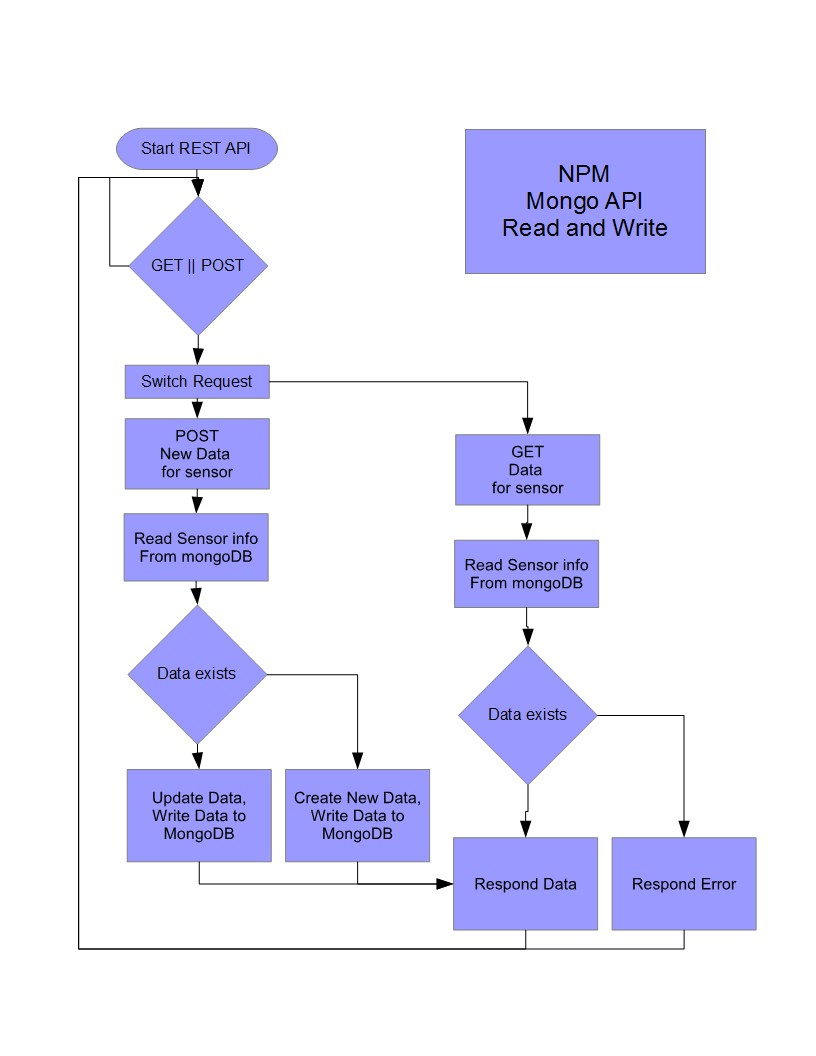 Start REST API
NPM
Mongo API
Read and Write
GET || POST
Switch Request
POST
New Data
for sensor
GET
Data
for sensor
Read Sensor info
From mongoDB
Read Sensor info
From mongoDB
Data exists
Data exists
Update Data,
Write Data to
MongoDB
Create New Data,
Write Data to
MongoDB
Respond Data
Respond Error